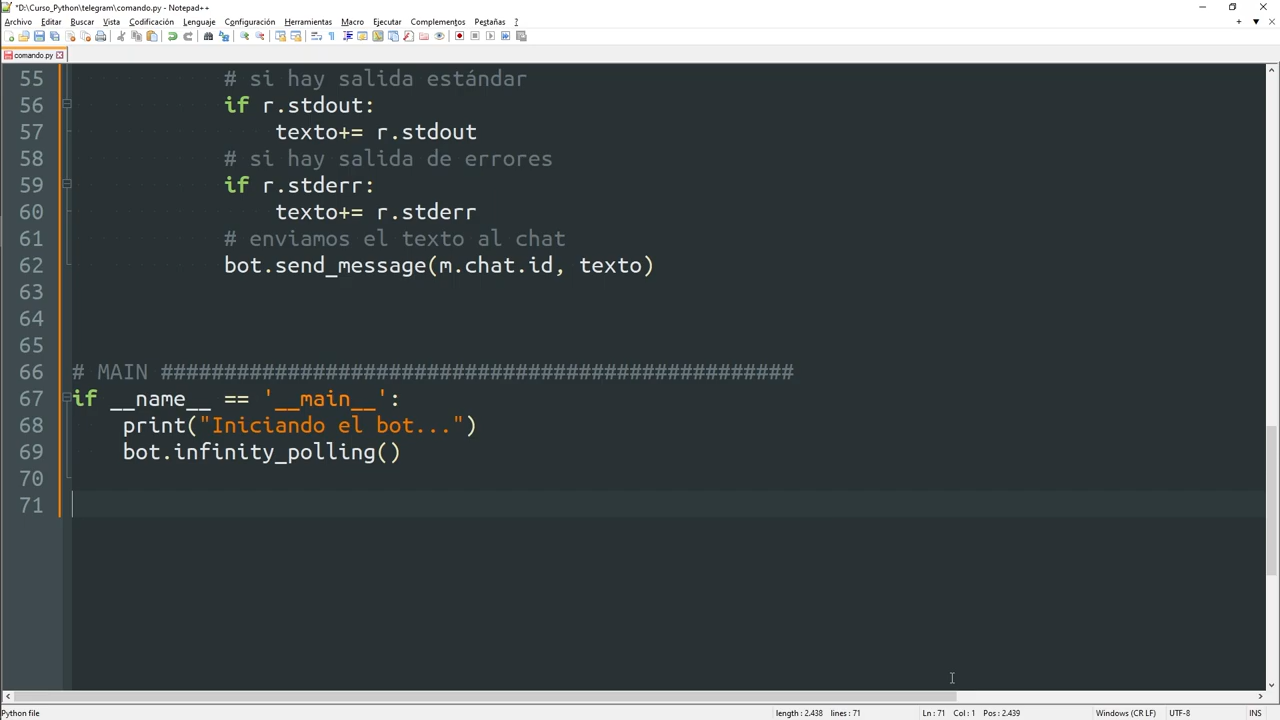 *D:\Curso_Python\telegram\comando.py - Notepad++
Archivo Editar Buscar Vista Codificación Lenguaje Configuración Herramientas Macro Ejecutar Complementos Pestañas ?
comando.py
55 # si hay salida estándar
56 if r.stdout:
57 texto+= r.stdout
58 # si hay salida de errores
59 if r.stderr:
60 texto+= r.stderr
61 # enviamos el texto al chat
62 bot.send_message(m.chat.id, texto)
63
64
65
66 # MAIN ##################################################
67 if __name__ == '__main__':
68 print("Iniciando el bot...")
69 bot.infinity_polling()
70
71
Python file length : 2.438 lines : 71 Ln : 71 Col : 1 Pos : 2.439 Windows (CR LF) UTF-8 INS